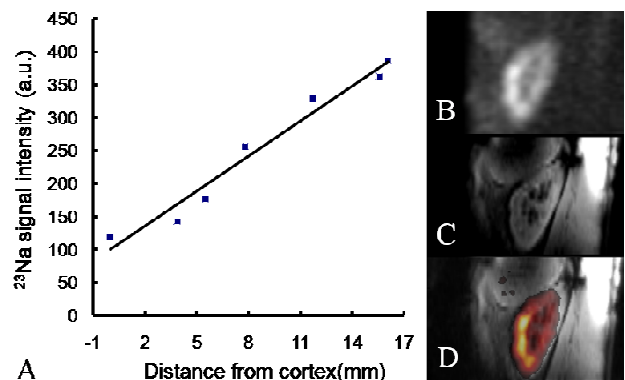 450
400
350
300
250
200
150
100
50
0
-1 2 5 8 11 14 17
²³Na signal intensity (a.u.)
Distance from cortex(mm)
A
B
C
D